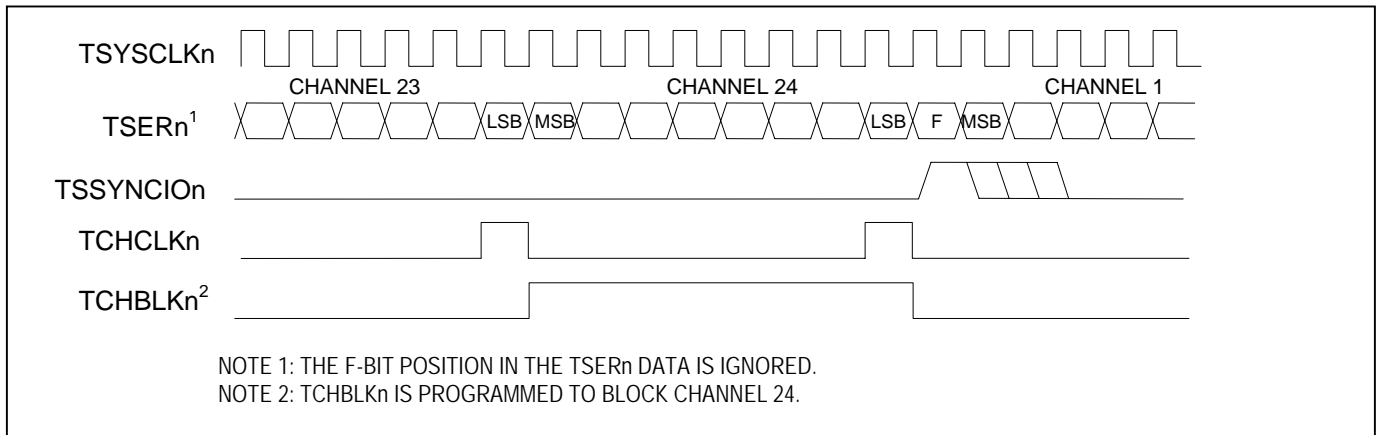 TSYSCLKn
CHANNEL 23 CHANNEL 24 CHANNEL 1
TSERn¹ LSB MSB LSB F MSB
TSSYNCIOn
TCHCLKn
TCHBLKn²
NOTE 1: THE F-BIT POSITION IN THE TSERn DATA IS IGNORED.
NOTE 2: TCHBLKn IS PROGRAMMED TO BLOCK CHANNEL 24.